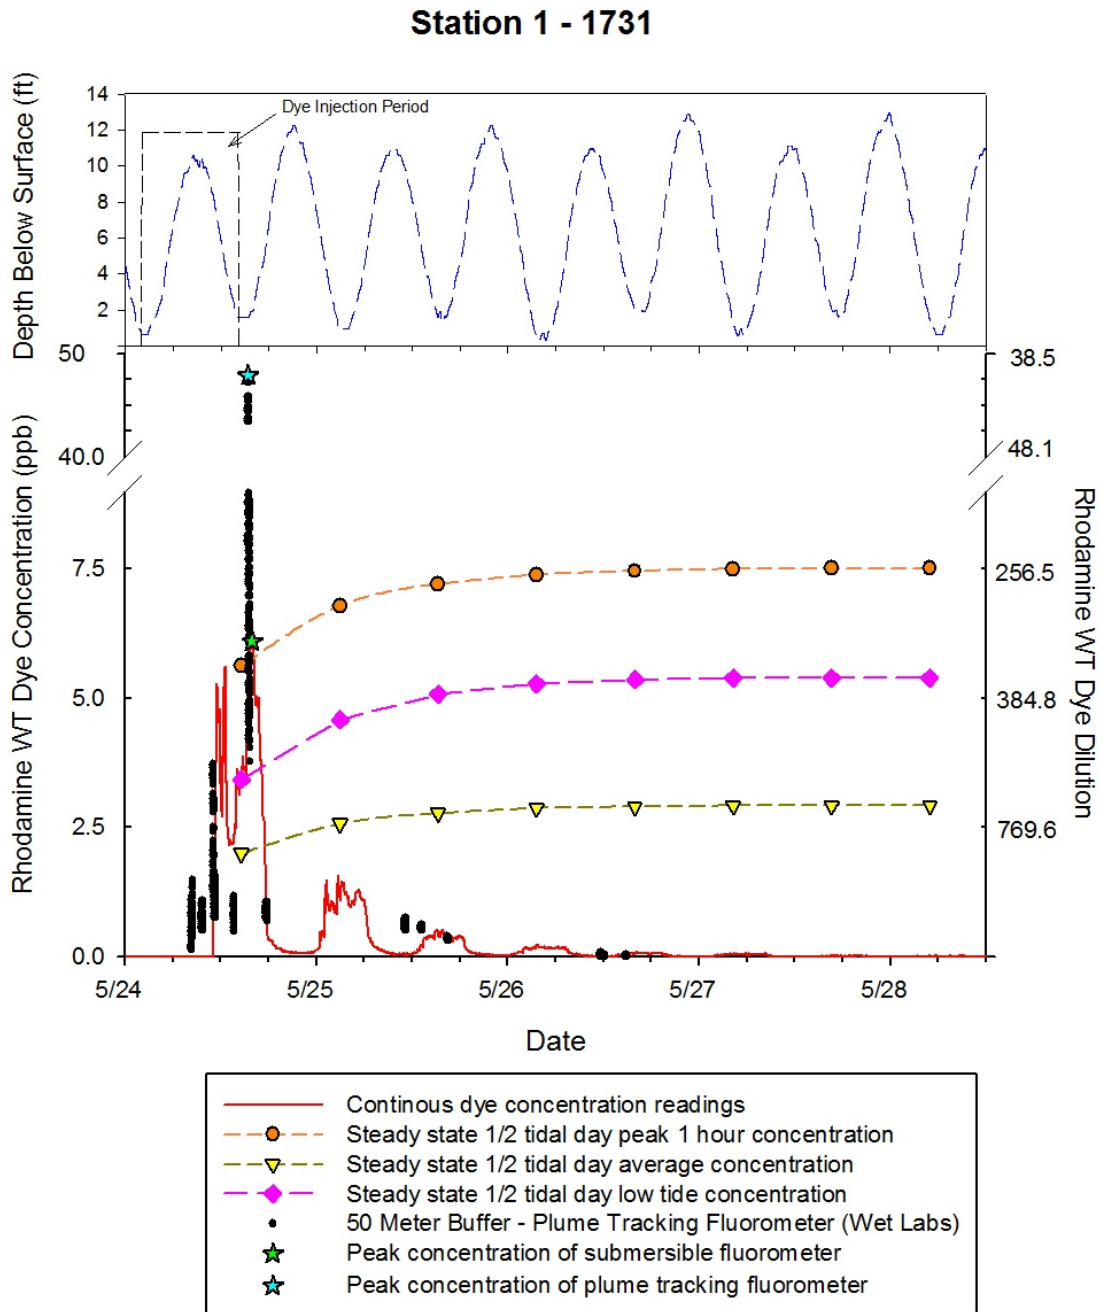 Station 1 - 1731
Depth Below Surface (ft)
14
12
10
8
6
4
2
Dye Injection Period
Rhodamine WT Dye Concentration (ppb)
50
40.0
7.5
5.0
2.5
0.0
38.5
48.1
256.5
384.8
769.6
Rhodamine WT Dye Dilution
5/24 5/25 5/26 5/27 5/28
Date
Continous dye concentration readings
Steady state 1/2 tidal day peak 1 hour concentration
Steady state 1/2 tidal day average concentration
Steady state 1/2 tidal day low tide concentration
50 Meter Buffer - Plume Tracking Fluorometer (Wet Labs)
Peak concentration of submersible fluorometer
Peak concentration of plume tracking fluorometer